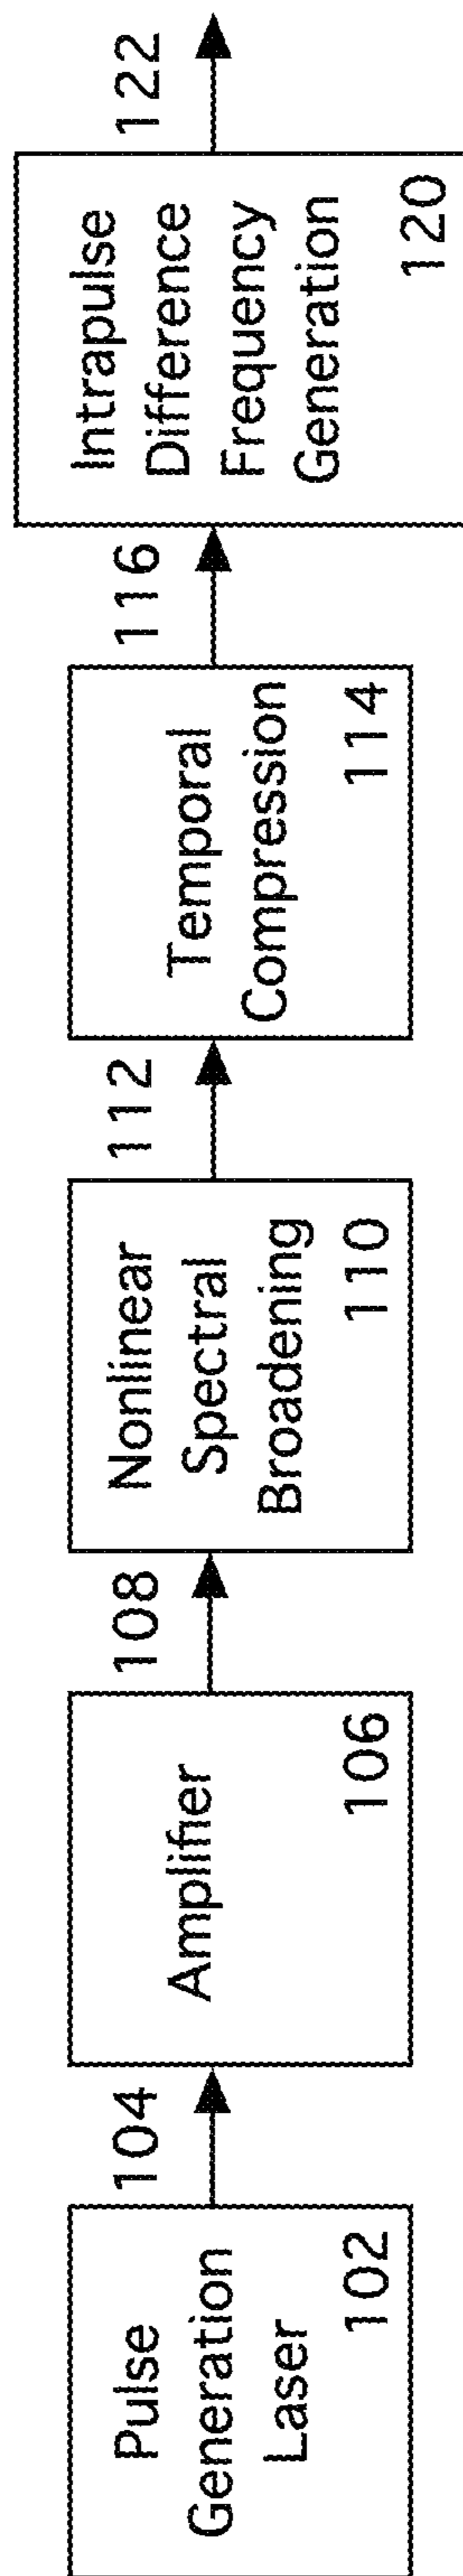 Pulse
Generation
Laser
102
104
Amplifier
106
108
Nonlinear
Spectral
Broadening
110
112
Temporal
Compression
114
116
Intrapulse
Difference
Frequency
Generation
120
122